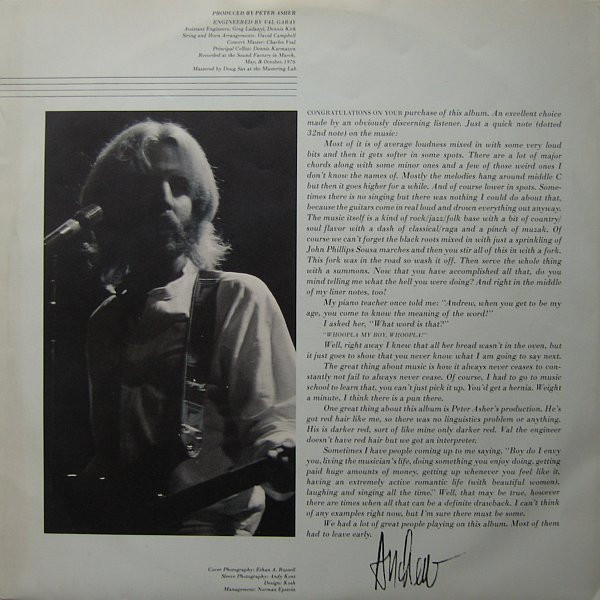 PRODUCED BY PETER ASHER
ENGINEERED BY VAL GARAY
Assistant Engineers: Greg Ladanyi, Dennis Kirk
String and Horn Arrangements: David Campbell
Concert Master: Charles Veal
Principal Cellist: Dennis Karmazyn
Recorded at the Sound Factory in March,
May, & October, 1976
Mastered by Doug Sax at the Mastering Lab
CONGRATULATIONS ON YOUR purchase of this album. An excellent choice
made by an obviously discerning listener. Just a quick note (dotted
32nd note) on the music:
Most of it is of average loudness mixed in with some very loud
bits and then it gets softer in some spots. There are a lot of major
chords along with some minor ones and a few of those weird ones I
don't know the names of. Mostly the melodies hang around middle C
but then it goes higher for a while. And of course lower in spots. Some-
times there is no singing but there was nothing I could do about that,
because the guitars come in real loud and drown everything out anyway.
The music itself is a kind of rock/jazz/folk base with a bit of country/
soul flavor with a dash of classical/raga and a pinch of muzak. Of
course we can't forget the black roots mixed in with just a sprinkling of
John Phillips Sousa marches and then you stir all of this in with a fork.
This fork was in the road so wash it off. Then serve the whole thing
with a summons. Now that you have accomplished all that, do you
mind telling me what the hell you were doing? And right in the middle
of my liner notes, too!
My piano teacher once told me: "Andrew, when you get to be my
age, you come to know the meaning of the word!"
I asked her, "What word is that?"
"WHOOPLA MY BOY, WHOOPLA!"
Well, right away I knew that all her bread wasn't in the oven, but
it just goes to show that you never know what I am going to say next.
The great thing about music is how it always never ceases to con-
stantly not fail to always never cease. Of course, I had to go to music
school to learn that, you can't just pick it up. You'd get a hernia. Weight
a minute, I think there is a pun there.
One great thing about this album is Peter Asher's production. He's
got red hair like me, so there was no linguistics problem or anything.
His is darker red, sort of like mine only darker red. Val the engineer
doesn't have red hair but we got an interpreter.
Sometimes I have people coming up to me saying, "Boy do I envy
you, living the musician's life, doing something you enjoy doing, getting
paid huge amounts of money, getting up whenever you feel like it,
having an extremely active romantic life (with beautiful women),
laughing and singing all the time." Well, that may be true, however
there are times when all that can be a definite drawback. I can't think
of any examples right now, but I'm sure there must be some.
We had a lot of great people playing on this album. Most of them
had to leave early.
Andrew
Cover Photography: Ethan A. Russell
Sleeve Photography: Andy Kent
Design: Kosh
Management: Norman Epstein